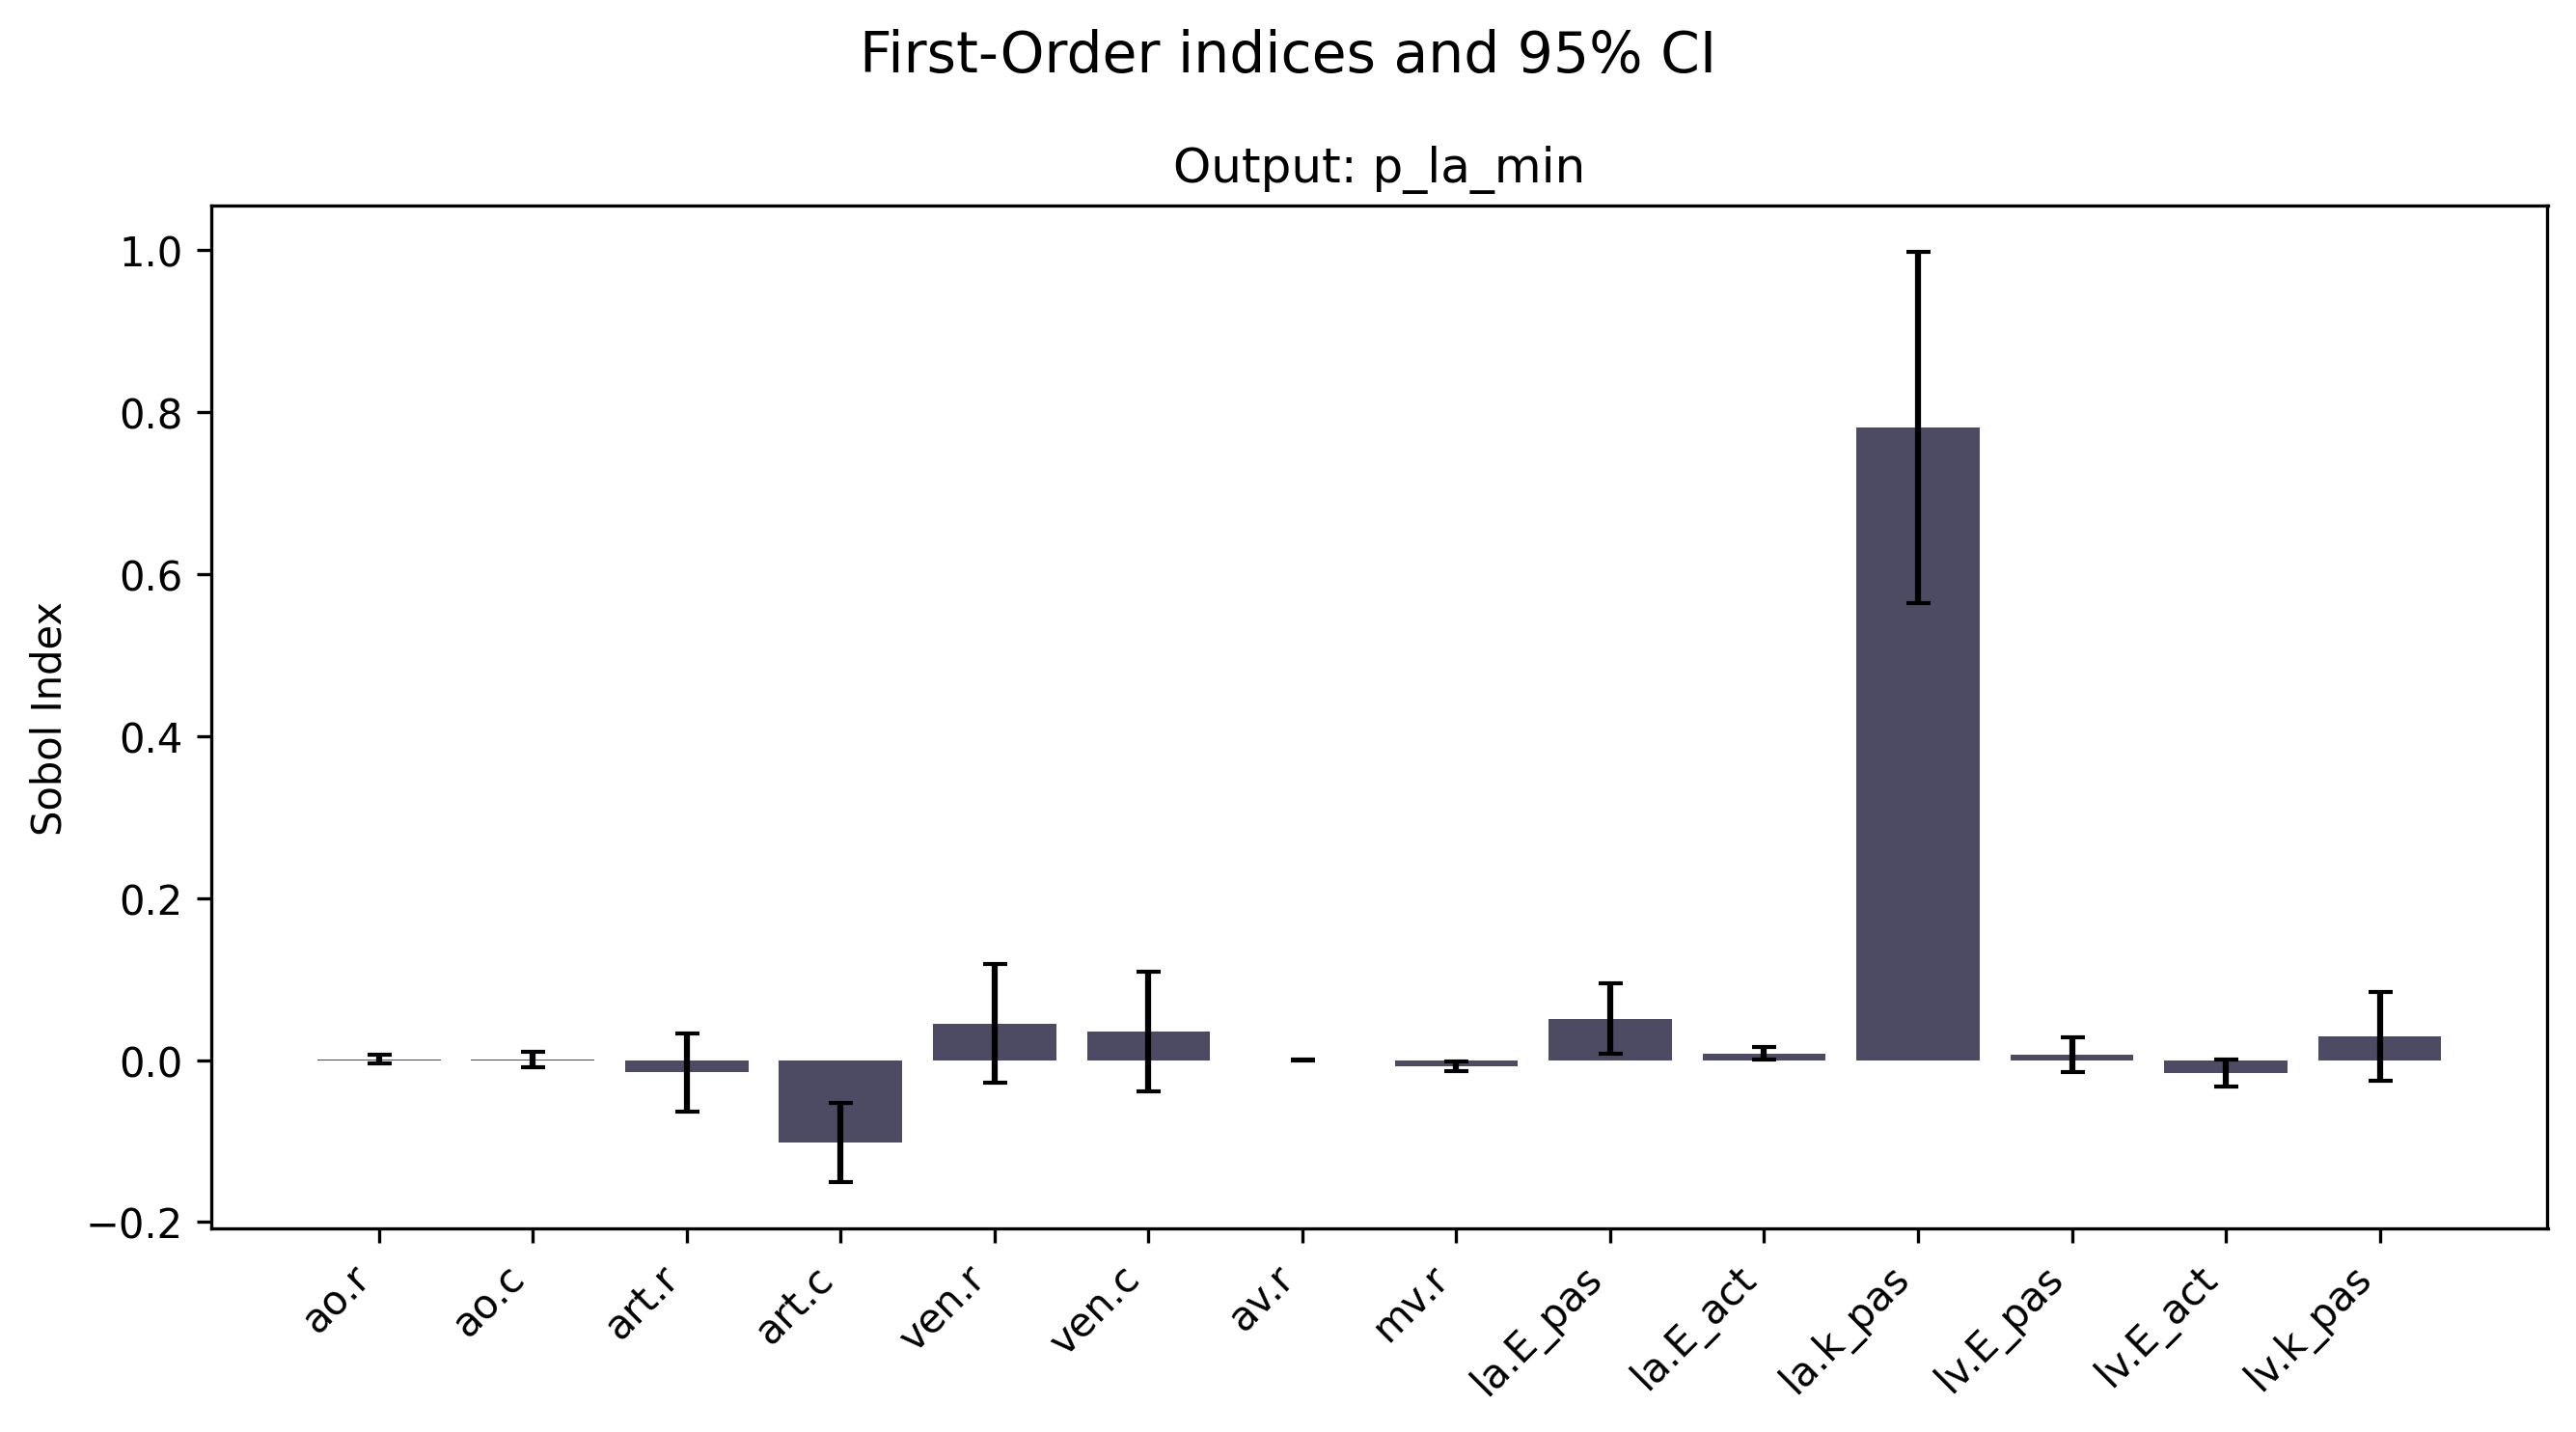 First-Order indices and 95% CI
Output: p_la_min
Sobol Index
1.0
0.8
0.6
0.4
0.2
0.0
−0.2
ao.r
ao.c
art.r
art.c
ven.r
ven.c
av.r
mv.r
la.E_pas
la.E_act
la.k_pas
lv.E_pas
lv.E_act
lv.k_pas